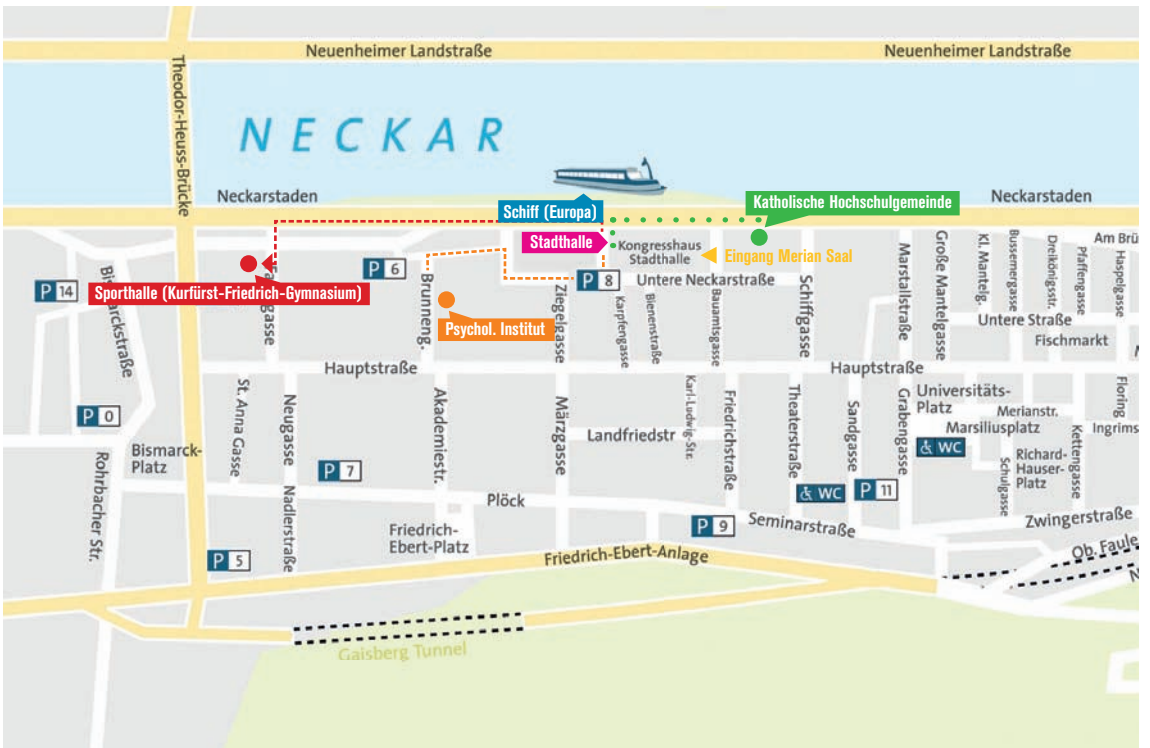 Neuenheimer Landstraße
Neuenheimer Landstraße
Theodor-Heuss-Brücke
NECKAR
Neckarstaden
Neckarstaden
Schiff (Europa)
Katholische Hochschulgemeinde
Stadthalle
Kongresshaus
Stadthalle
Eingang Merian Saal
Am Brü
P 6
P 8
P 14
Untere Neckarstraße
Sporthalle (Kurfürst-Friedrich-Gymnasium)
Psychol. Institut
Brunneng.
Ziegelgasse
Karpfengasse
Bienenstraße
Bauamtsgasse
Schiffgasse
Marstallstraße
Große Mantelgasse
Kl. Mantelg.
Bussemergasse
Dreikönigsstr.
Pfaffengasse
Haspelgasse
Untere Straße
Fischmarkt
Hauptstraße
Hauptstraße
P 0
St. Anna Gasse
Neugasse
Akademiestr.
Märzgasse
Landfriedstr
Karl-Ludwig-Str.
Friedrichstraße
Theaterstraße
Sandgasse
Grabengasse
Universitäts-
Platz
Merianstr.
Marsiliusplatz
Floring
Ingrims
Kettengasse
WC
Richard-
Hauser-
Platz
Schulgasse
Bismarck-
Platz
Rohrbacher Str.
P 7
Nadlerstraße
Plöck
WC
P 11
P 9
Seminarstraße
Zwingerstraße
Friedrich-
Ebert-Platz
P 5
Friedrich-Ebert-Anlage
Ob. Faule
Gaisberg Tunnel